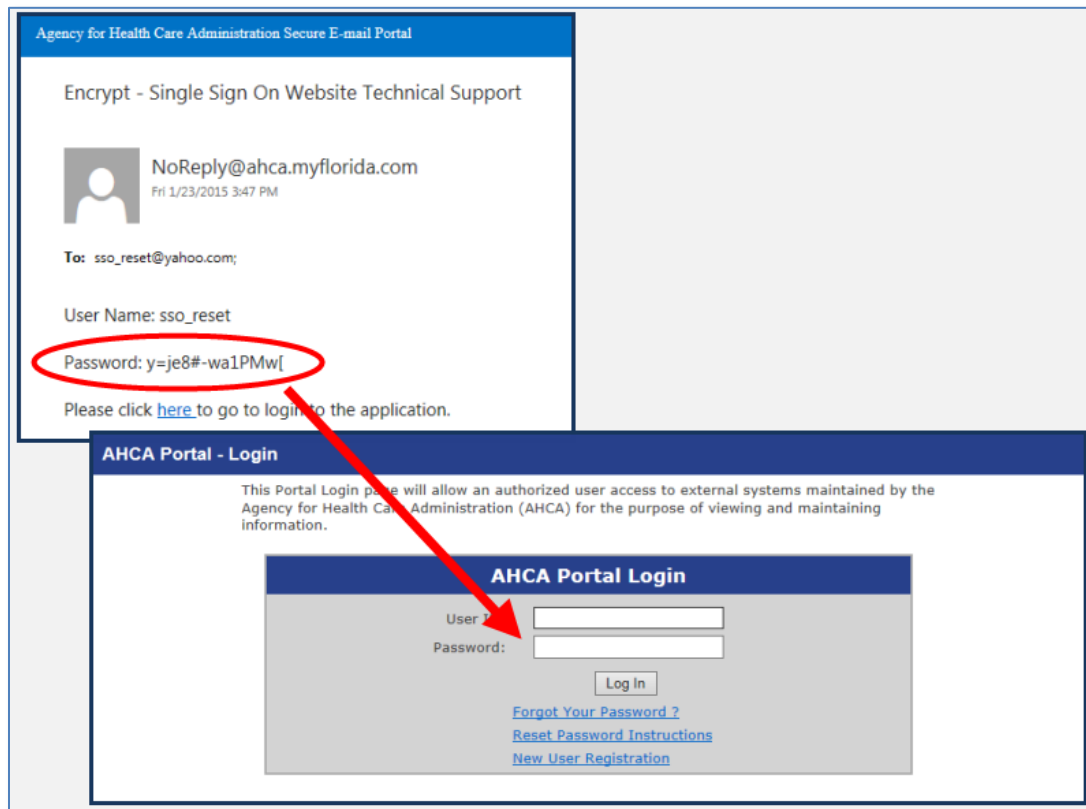 Agency for Health Care Administration Secure E-mail Portal
Encrypt - Single Sign On Website Technical Support
NoReply@ahca.myflorida.com
Fri 1/23/2015 3:47 PM
To: sso_reset@yahoo.com;
User Name: sso_reset
Password: y=je8#-wa1PMw[
Please click here to go to login to the application.
AHCA Portal - Login
This Portal Login page will allow an authorized user access to external systems maintained by the
Agency for Health Care Administration (AHCA) for the purpose of viewing and maintaining
information.
AHCA Portal Login
User I
Password:
Log In
Forgot Your Password ?
Reset Password Instructions
New User Registration